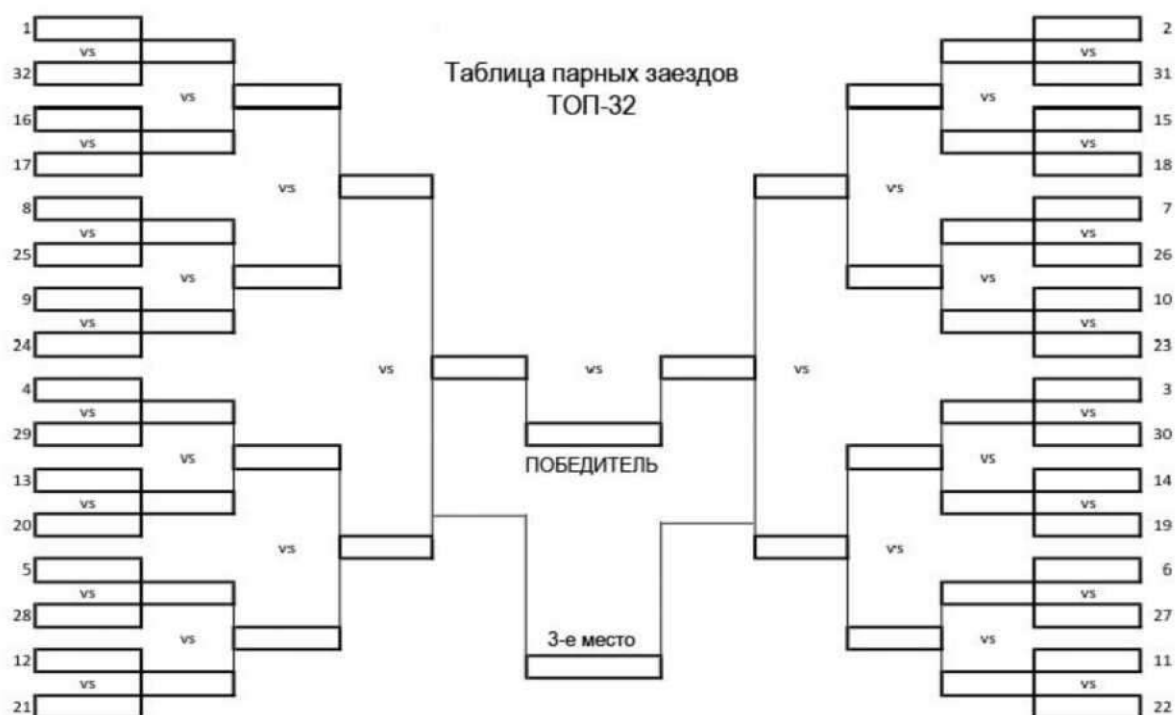 Таблица парных заездов
ТОП-32
1
vs
32
vs
16
vs
17
vs
8
vs
25
vs
9
vs
24
vs
4
vs
29
vs
13
vs
20
vs
5
vs
28
vs
12
vs
21
vs
ПОБЕДИТЕЛЬ
3-е место
vs
2
vs
31
vs
15
vs
18
vs
7
vs
26
vs
10
vs
23
vs
3
vs
30
vs
14
vs
19
vs
6
vs
27
vs
11
vs
22